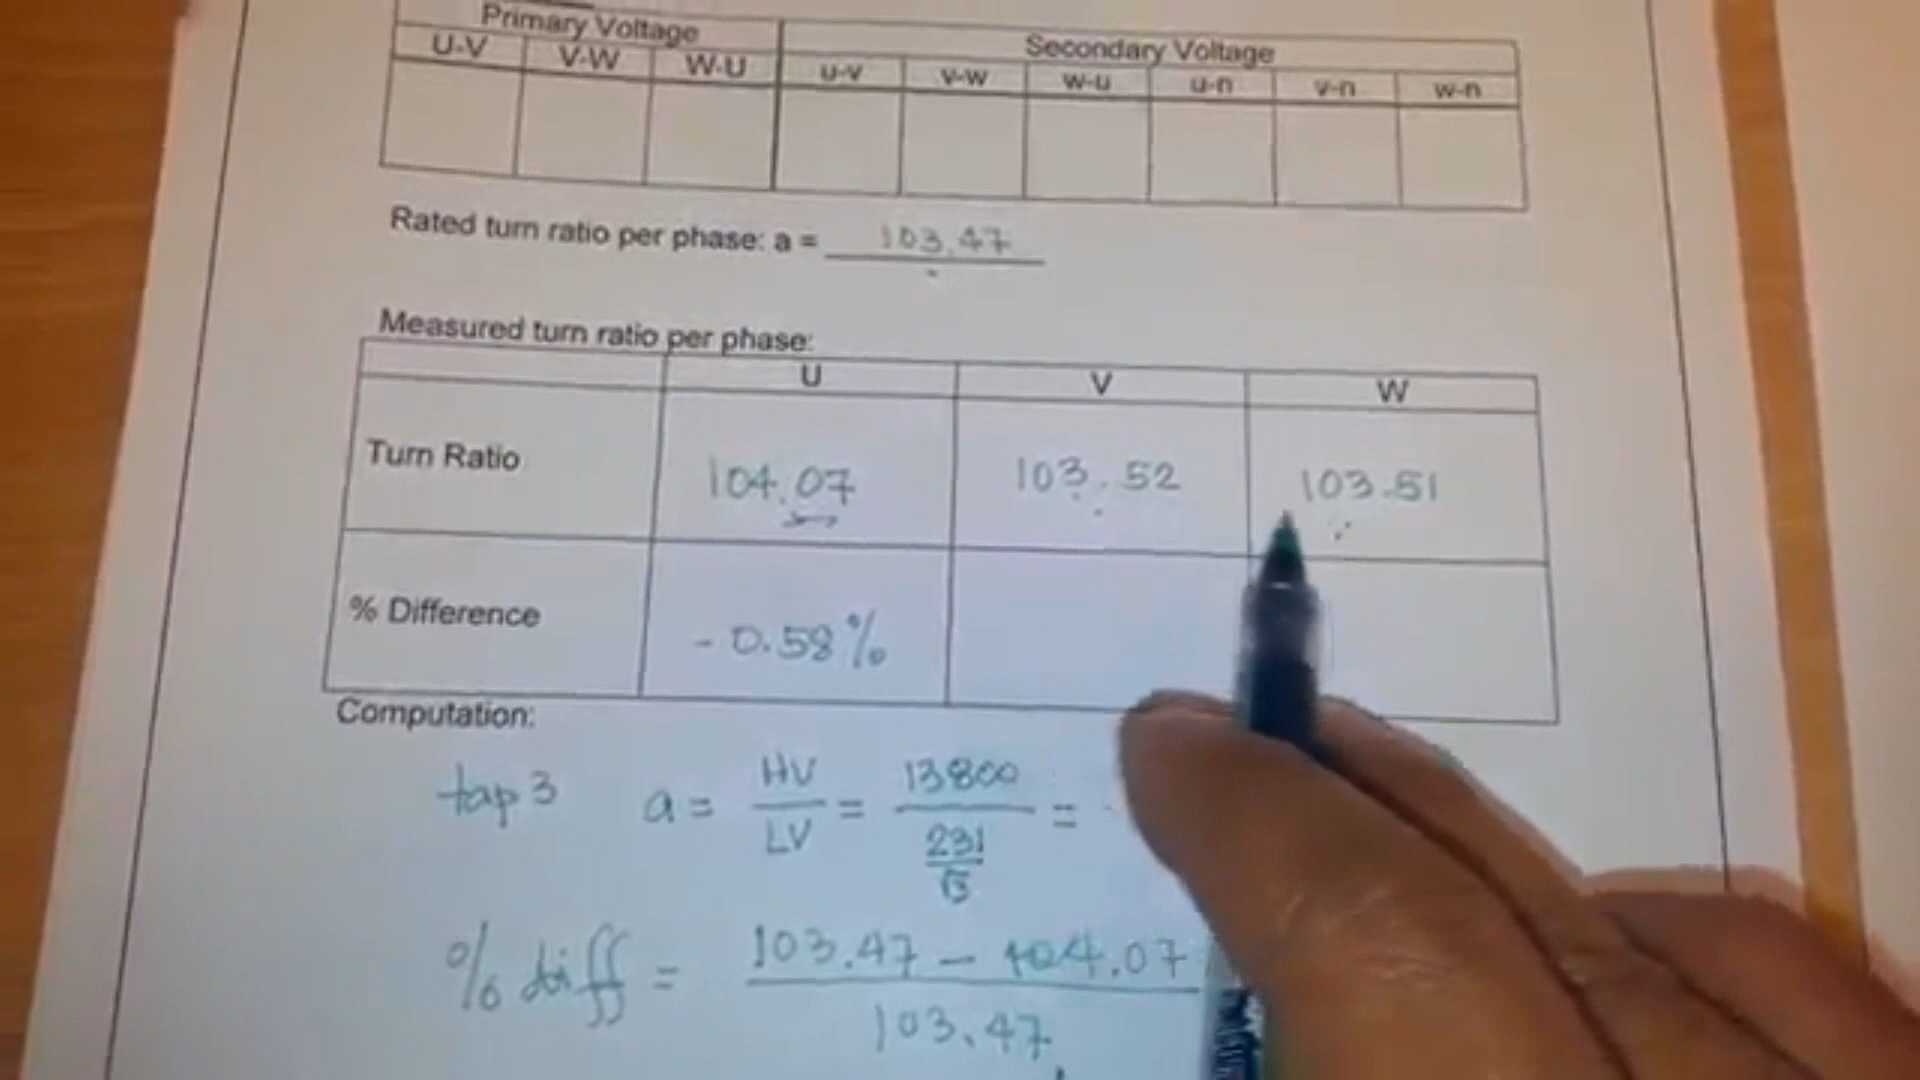 Primary Voltage Secondary Voltage
U-V V-W W-U u-v v-w w-u u-n v-n w-n
Rated turn ratio per phase: a = 103.47
Measured turn ratio per phase:
U V W
Turn Ratio 104.07 103.52 103.51
% Difference - 0.58%
Computation:
tap 3 a = HV/LV = 13800/(231/√3) =
% diff = 103.47 - 104.07
103.47